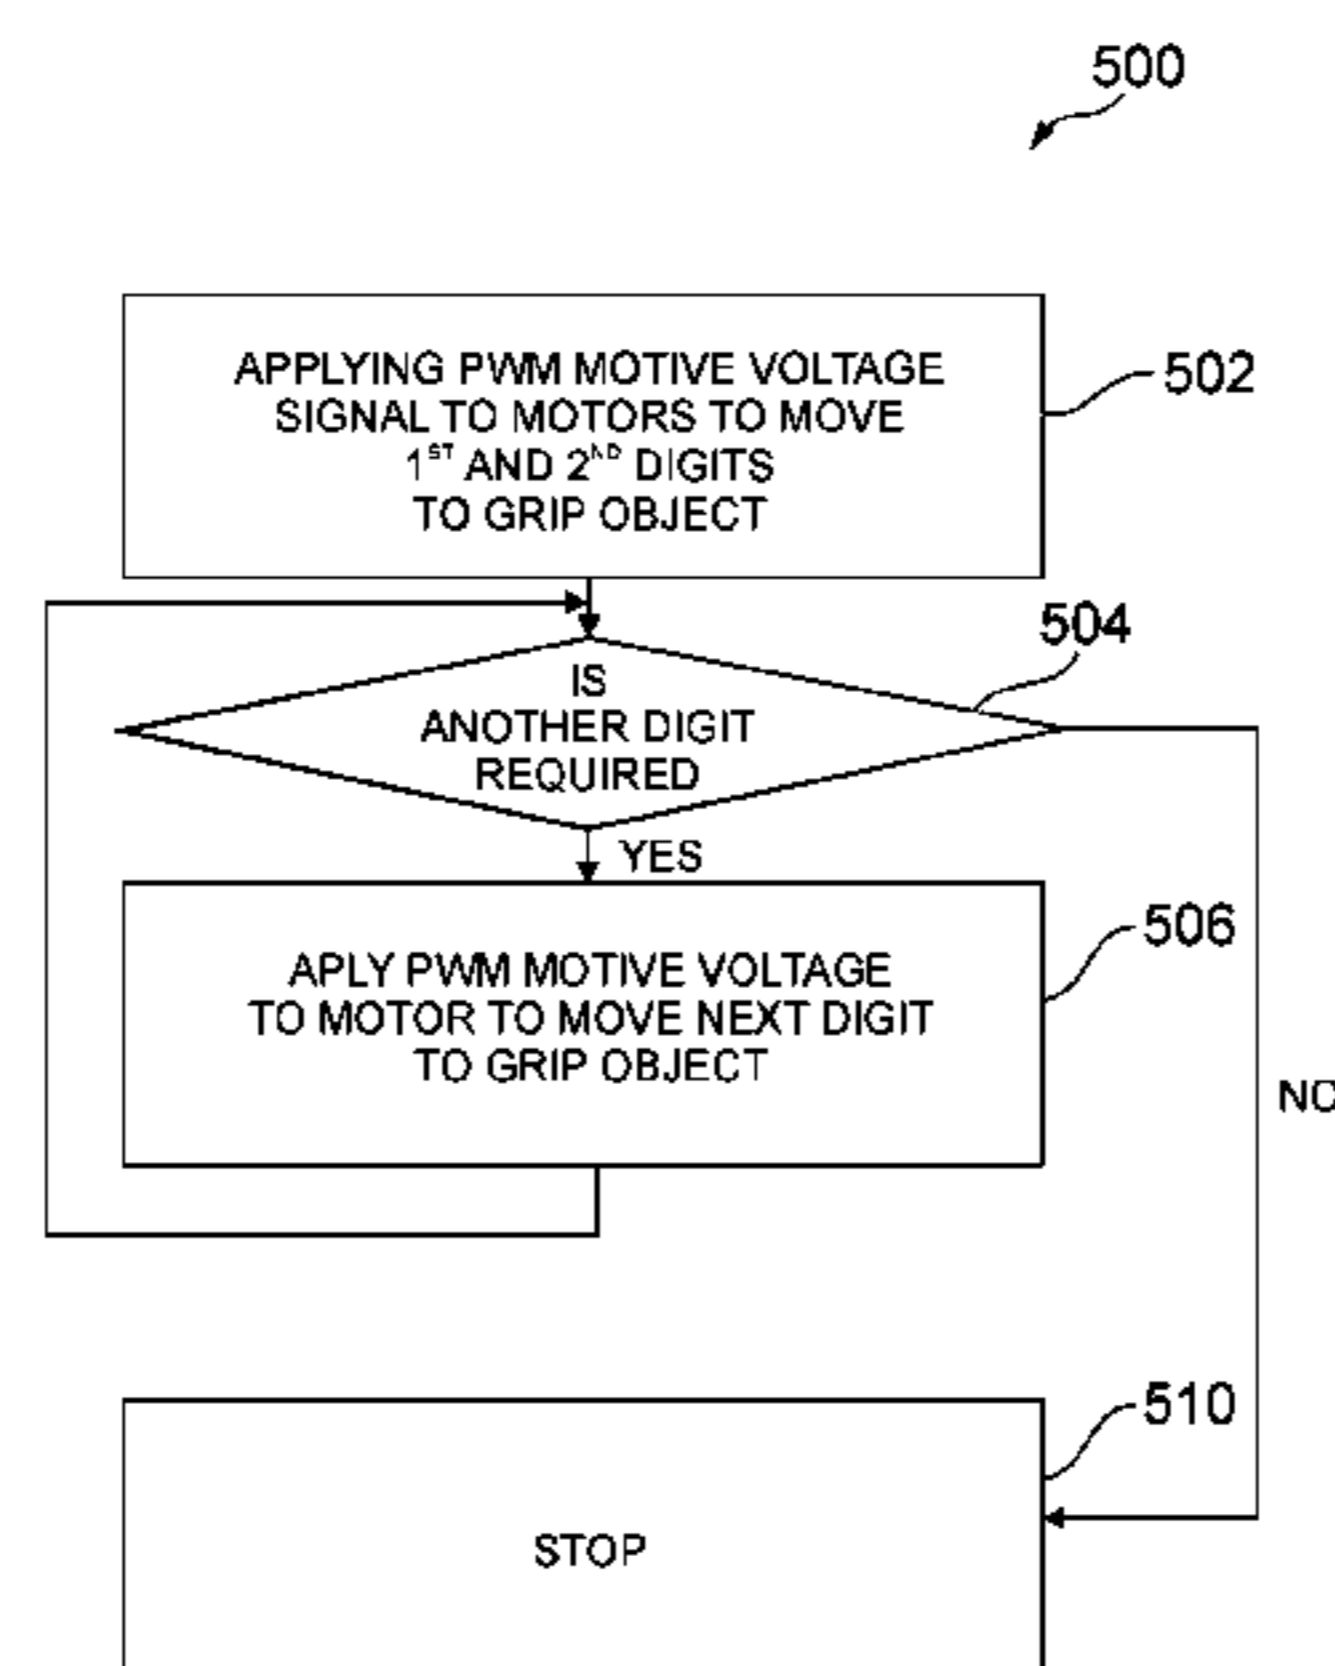 500
APPLYING PWM MOTIVE VOLTAGE
SIGNAL TO MOTORS TO MOVE
1ST AND 2ND DIGITS
TO GRIP OBJECT
502
504
IS
ANOTHER DIGIT
REQUIRED
YES
506
APLY PWM MOTIVE VOLTAGE
TO MOTOR TO MOVE NEXT DIGIT
TO GRIP OBJECT
510
STOP